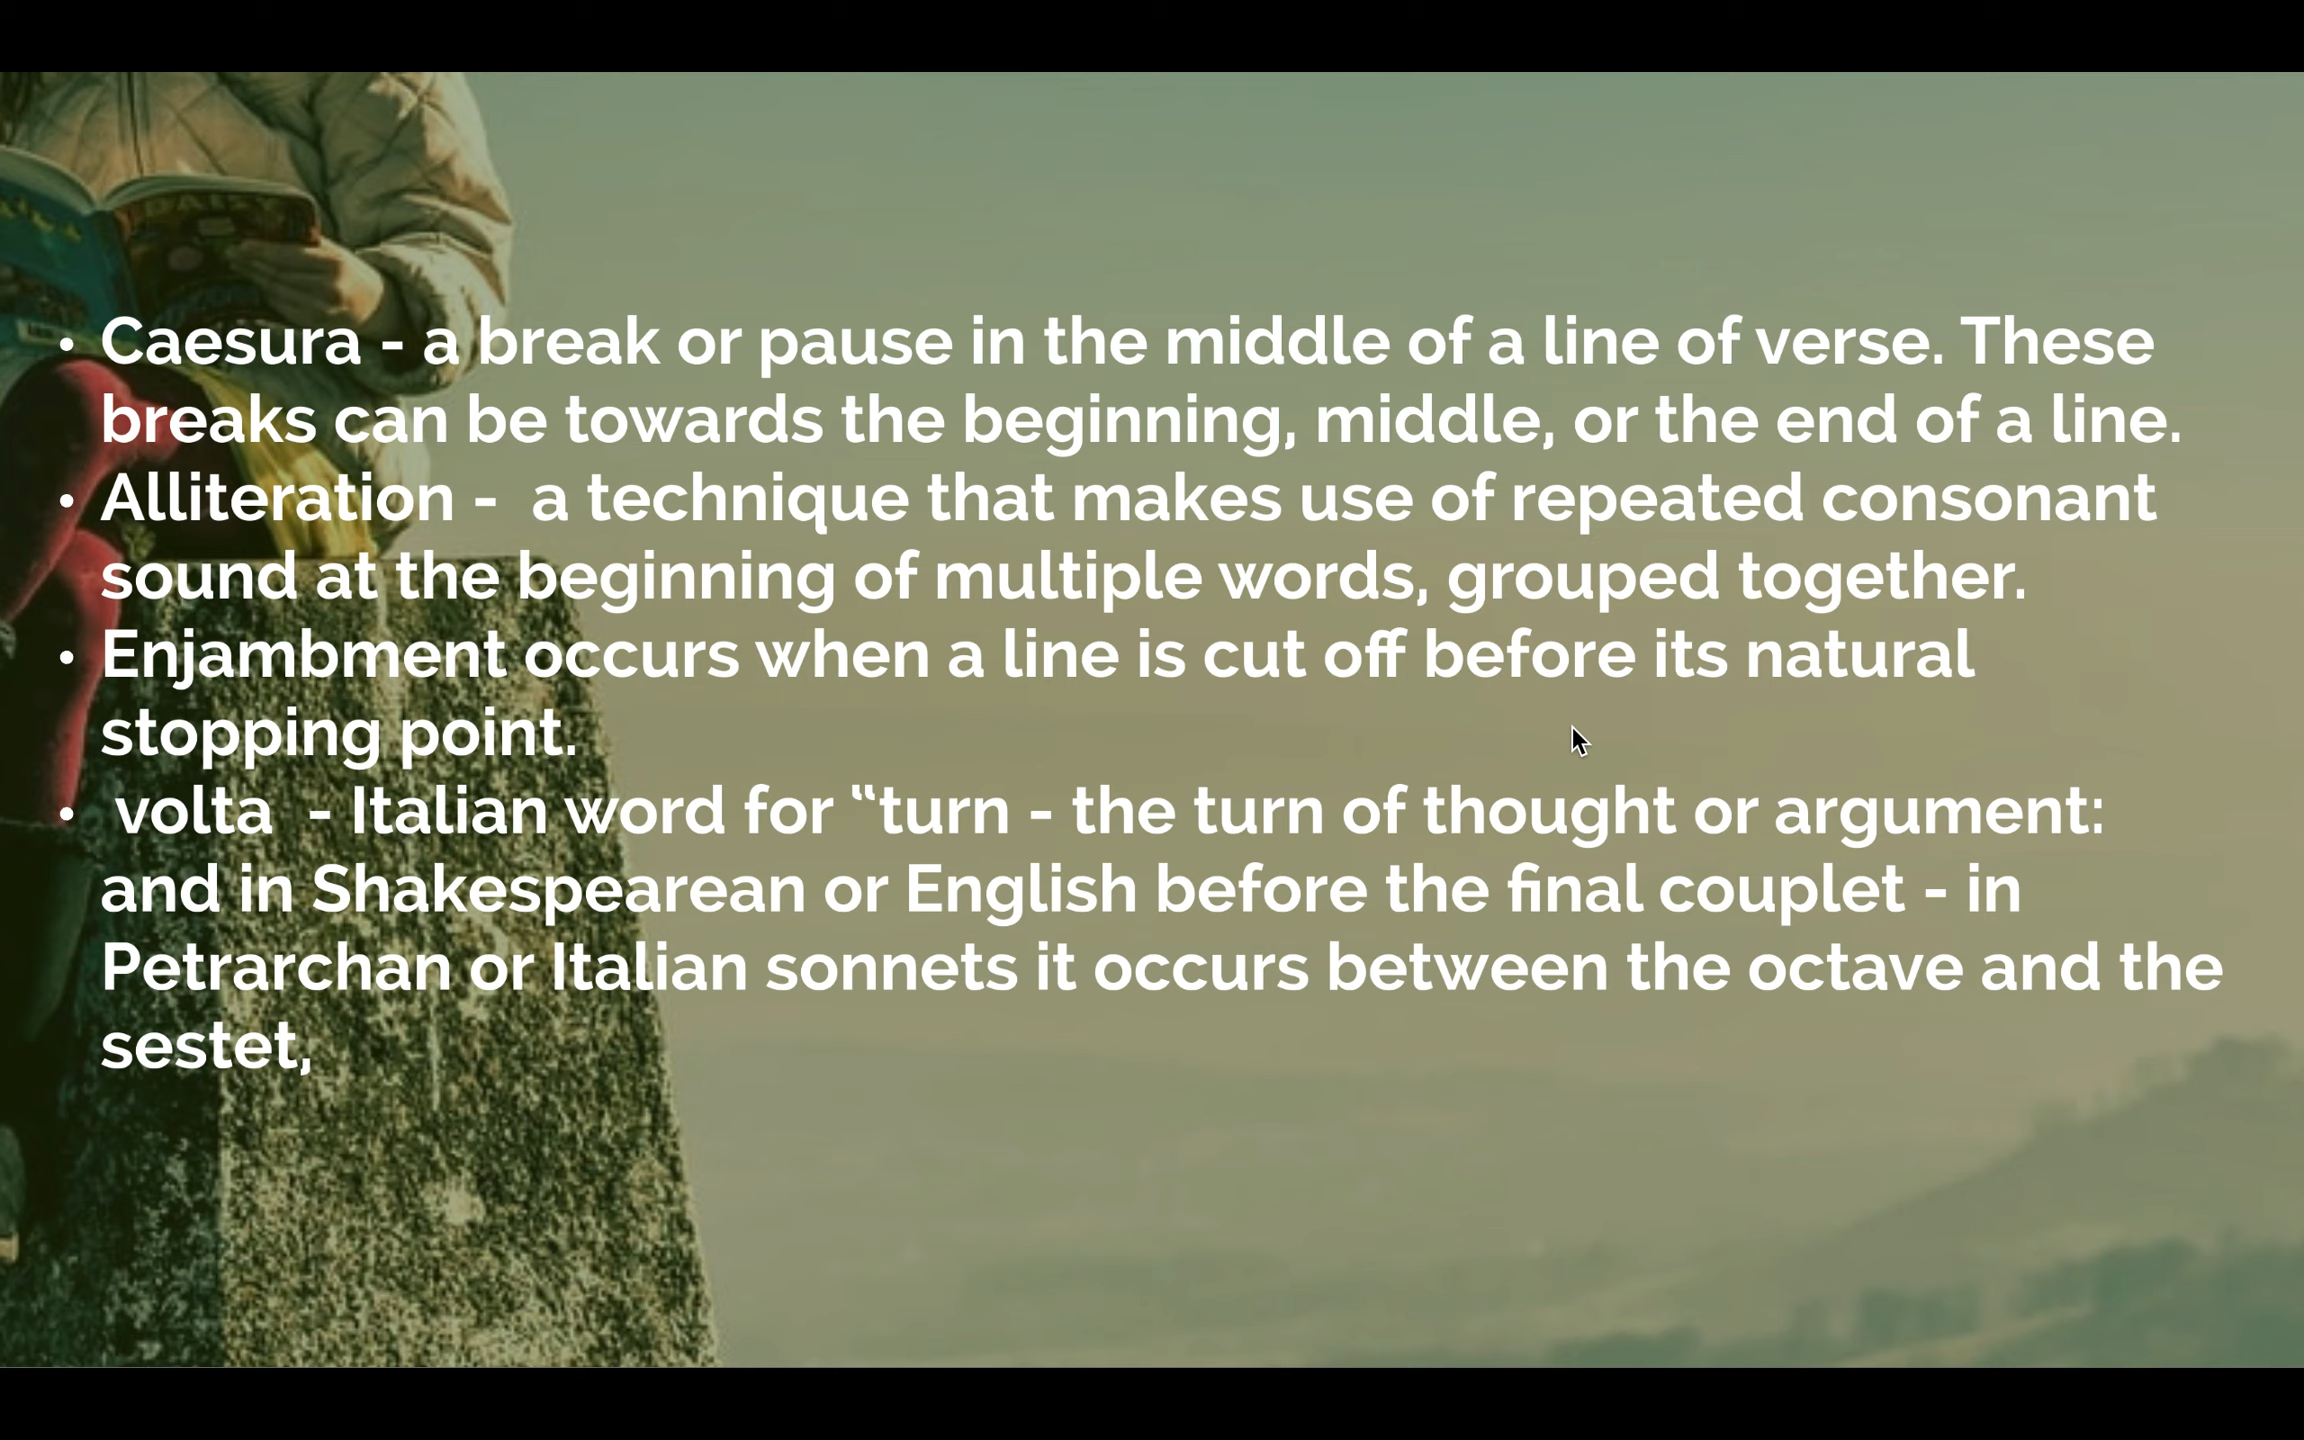 • Caesura - a break or pause in the middle of a line of verse. These
breaks can be towards the beginning, middle, or the end of a line.
• Alliteration -  a technique that makes use of repeated consonant
sound at the beginning of multiple words, grouped together.
• Enjambment occurs when a line is cut off before its natural
stopping point.
•  volta  - Italian word for “turn - the turn of thought or argument:
and in Shakespearean or English before the final couplet - in
Petrarchan or Italian sonnets it occurs between the octave and the
sestet,